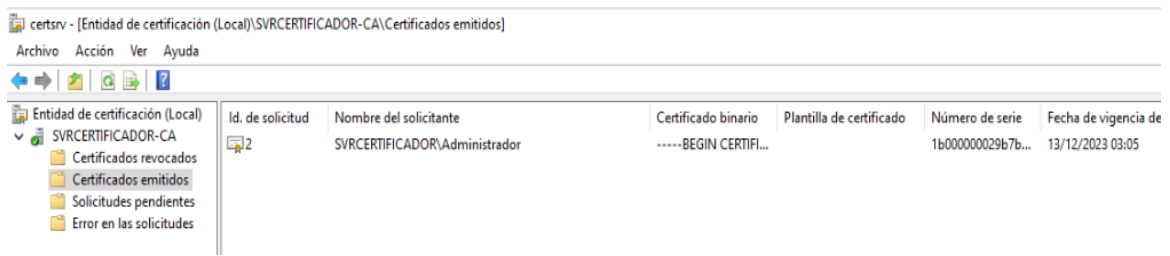 certsrv - [Entidad de certificación (Local)\SVRCERTIFICADOR-CA\Certificados emitidos]
Archivo Acción Ver Ayuda
Entidad de certificación (Local)
SVRCERTIFICADOR-CA
Certificados revocados
Certificados emitidos
Solicitudes pendientes
Error en las solicitudes
Id. de solicitud Nombre del solicitante Certificado binario Plantilla de certificado Número de serie Fecha de vigencia de
2 SVRCERTIFICADOR\Administrador -----BEGIN CERTIFI... 1b000000029b7b... 13/12/2023 03:05